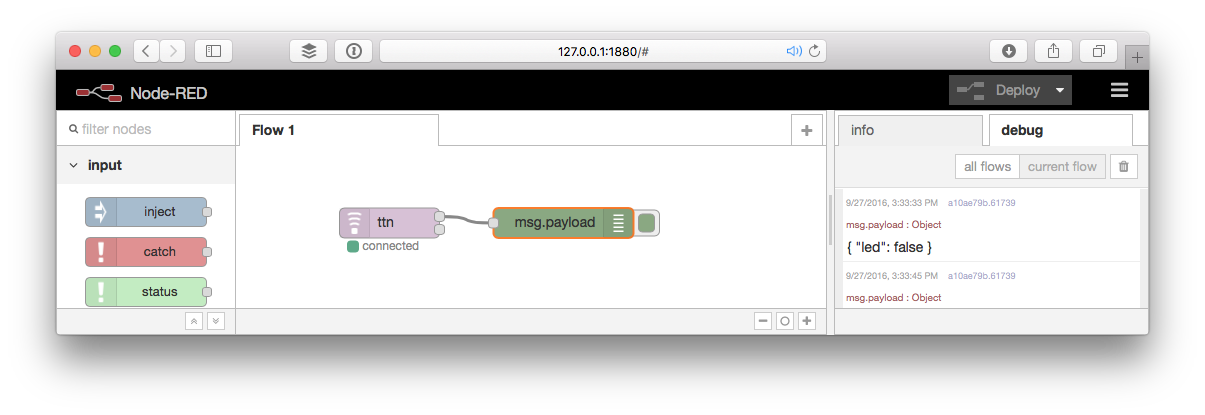 127.0.0.1:1880/#
Node-RED
Deploy
filter nodes
Flow 1
info
debug
input
all flows
current flow
inject
catch
status
ttn
connected
msg.payload
9/27/2016, 3:33:33 PM a10ae79b.61739
msg.payload : Object
{ "led": false }
9/27/2016, 3:33:45 PM a10ae79b.61739
msg.payload : Object